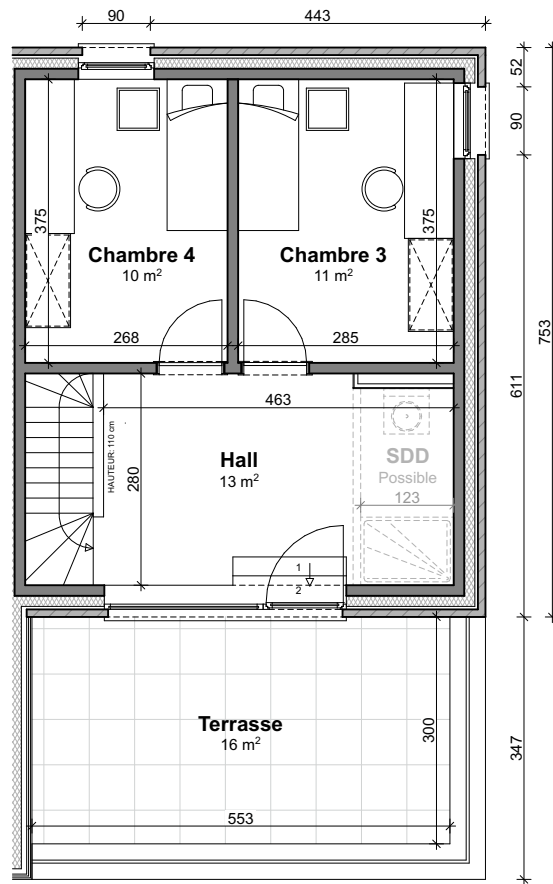 90
443
52
90
375
375
Chambre 4
10 m²
Chambre 3
11 m²
753
268
285
611
463
HAUTEUR: 110 cm
280
Hall
13 m²
SDD
Possible
123
1
2
Terrasse
16 m²
300
347
553